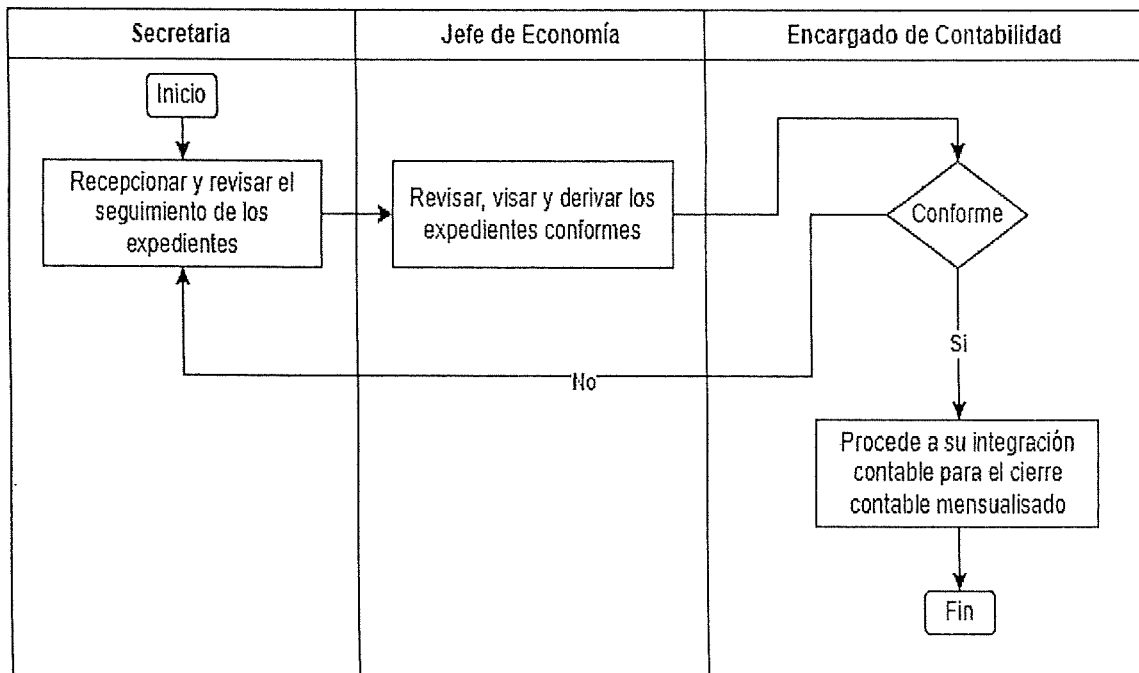 Secretaria
Jefe de Economía
Encargado de Contabilidad
Inicio
Recepcionar y revisar el
seguimiento de los
expedientes
Revisar, visar y derivar los
expedientes conformes
Conforme
Si
No
Procede a su integración
contable para el cierre
contable mensualisado
Fin